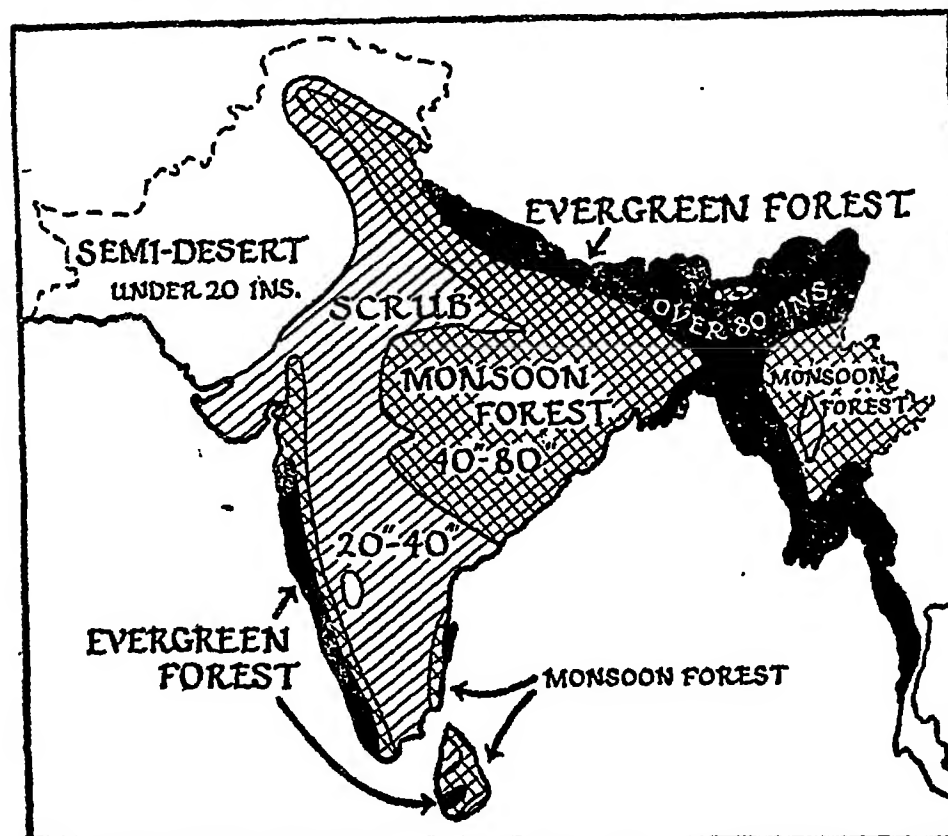 EVERGREEN FOREST
SEMI-DESERT
UNDER 20 INS.
OVER 80 INS.
SCRUB
MONSOON
FOREST
40"-80"
MONSOON
FOREST
20"-40"
EVERGREEN
FOREST
MONSOON FOREST